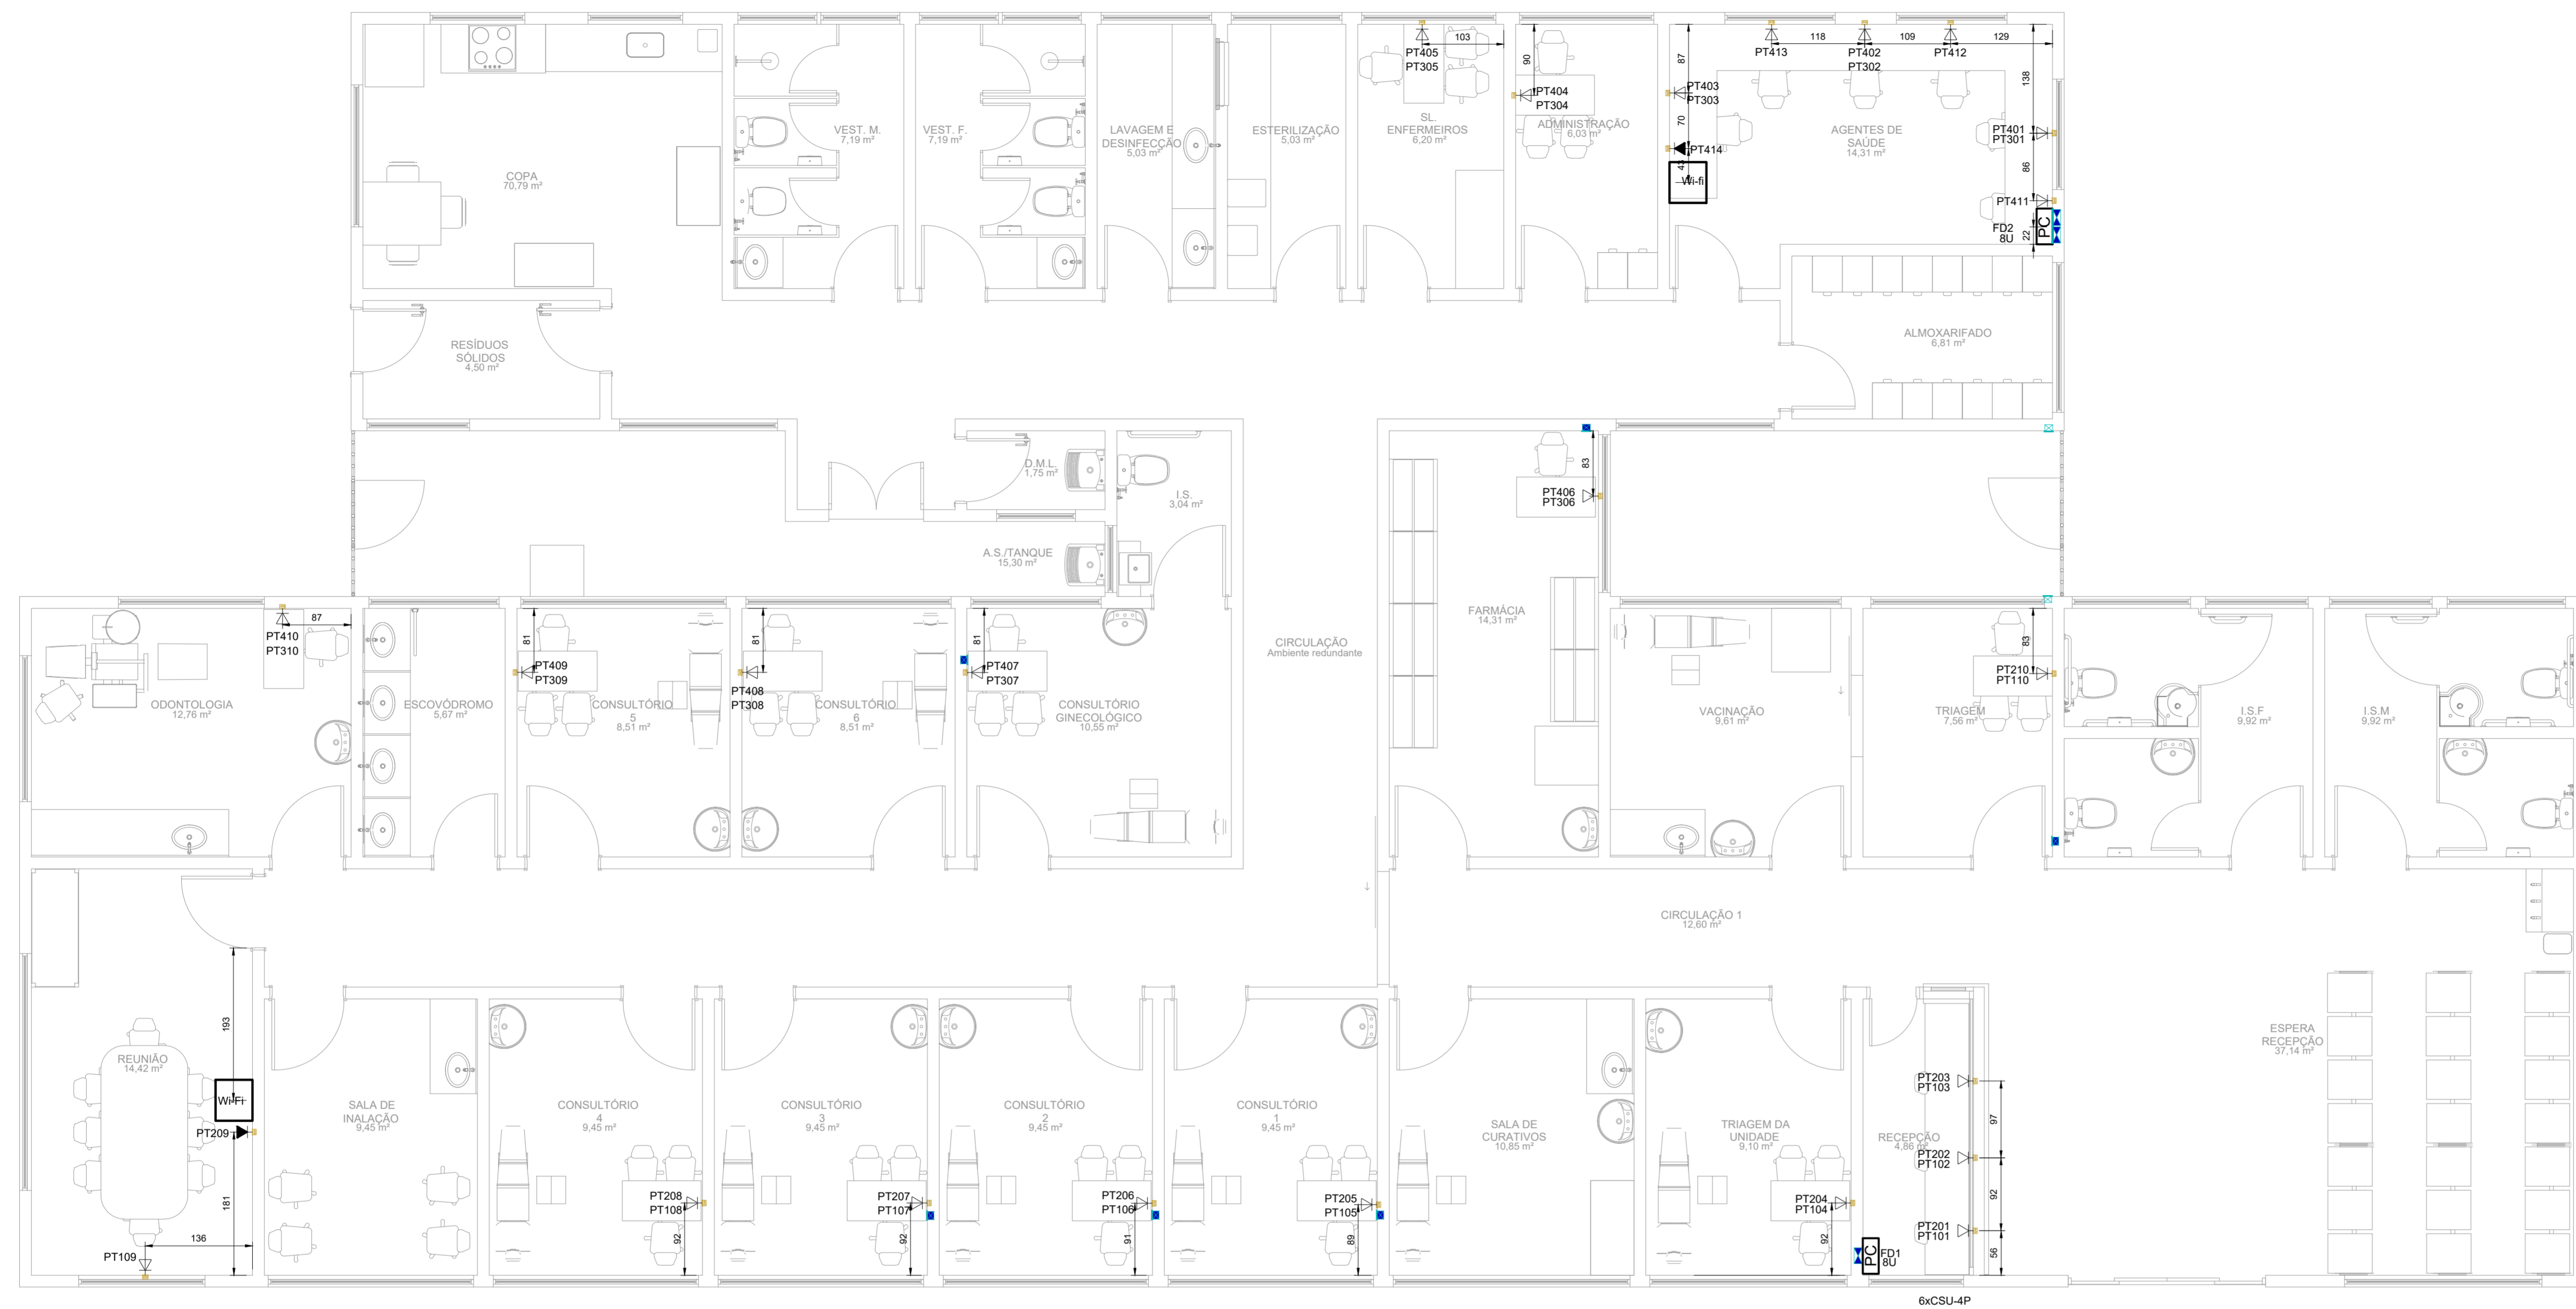 103
PT405
PT305
90
PT404
PT304
87
PT403
PT303
70
PT414
43
Wi-fi
118
109
129
PT413
PT402
PT302
PT412
138
PT401
PT301
86
PT411
FD2
8U
22
PC
COPA
70,79 m²
VEST. M.
7,19 m²
VEST. F.
7,19 m²
LAVAGEM E
DESINFECÇÃO
5,03 m²
ESTERILIZAÇÃO
5,03 m²
SL.
ENFERMEIROS
6,20 m²
ADMINISTRAÇÃO
6,03 m²
AGENTES DE
SAÚDE
14,31 m²
RESÍDUOS
SÓLIDOS
4,50 m²
ALMOXARIFADO
6,81 m²
D.M.L.
1,75 m²
I.S.
3,04 m²
A.S./TANQUE
15,30 m²
83
PT406
PT306
87
PT410
PT310
ODONTOLOGIA
12,76 m²
ESCOVÓDROMO
5,67 m²
81
PT409
PT309
CONSULTÓRIO
5
8,51 m²
81
PT408
PT308
CONSULTÓRIO
6
8,51 m²
81
PT407
PT307
CONSULTÓRIO
GINECOLÓGICO
10,55 m²
CIRCULAÇÃO
Ambiente redundante
FARMÁCIA
14,31 m²
VACINAÇÃO
9,61 m²
83
PT210
PT110
TRIAGEM
7,56 m²
I.S.F
9,92 m²
I.S.M
9,92 m²
CIRCULAÇÃO 1
12,60 m²
193
REUNIÃO
14,42 m²
Wi-Fi
PT209
181
136
PT109
SALA DE
INALAÇÃO
9,45 m²
CONSULTÓRIO
4
9,45 m²
PT208
PT108
92
CONSULTÓRIO
3
9,45 m²
PT207
PT107
92
CONSULTÓRIO
2
9,45 m²
PT206
PT106
91
CONSULTÓRIO
1
9,45 m²
PT205
PT105
89
SALA DE
CURATIVOS
10,85 m²
TRIAGEM DA
UNIDADE
9,10 m²
PT204
PT104
92
PC
FD1
8U
RECEPÇÃO
4,86 m²
PT203
PT103
97
PT202
PT102
92
PT201
PT101
56
ESPERA
RECEPÇÃO
37,14 m²
6xCSU-4P